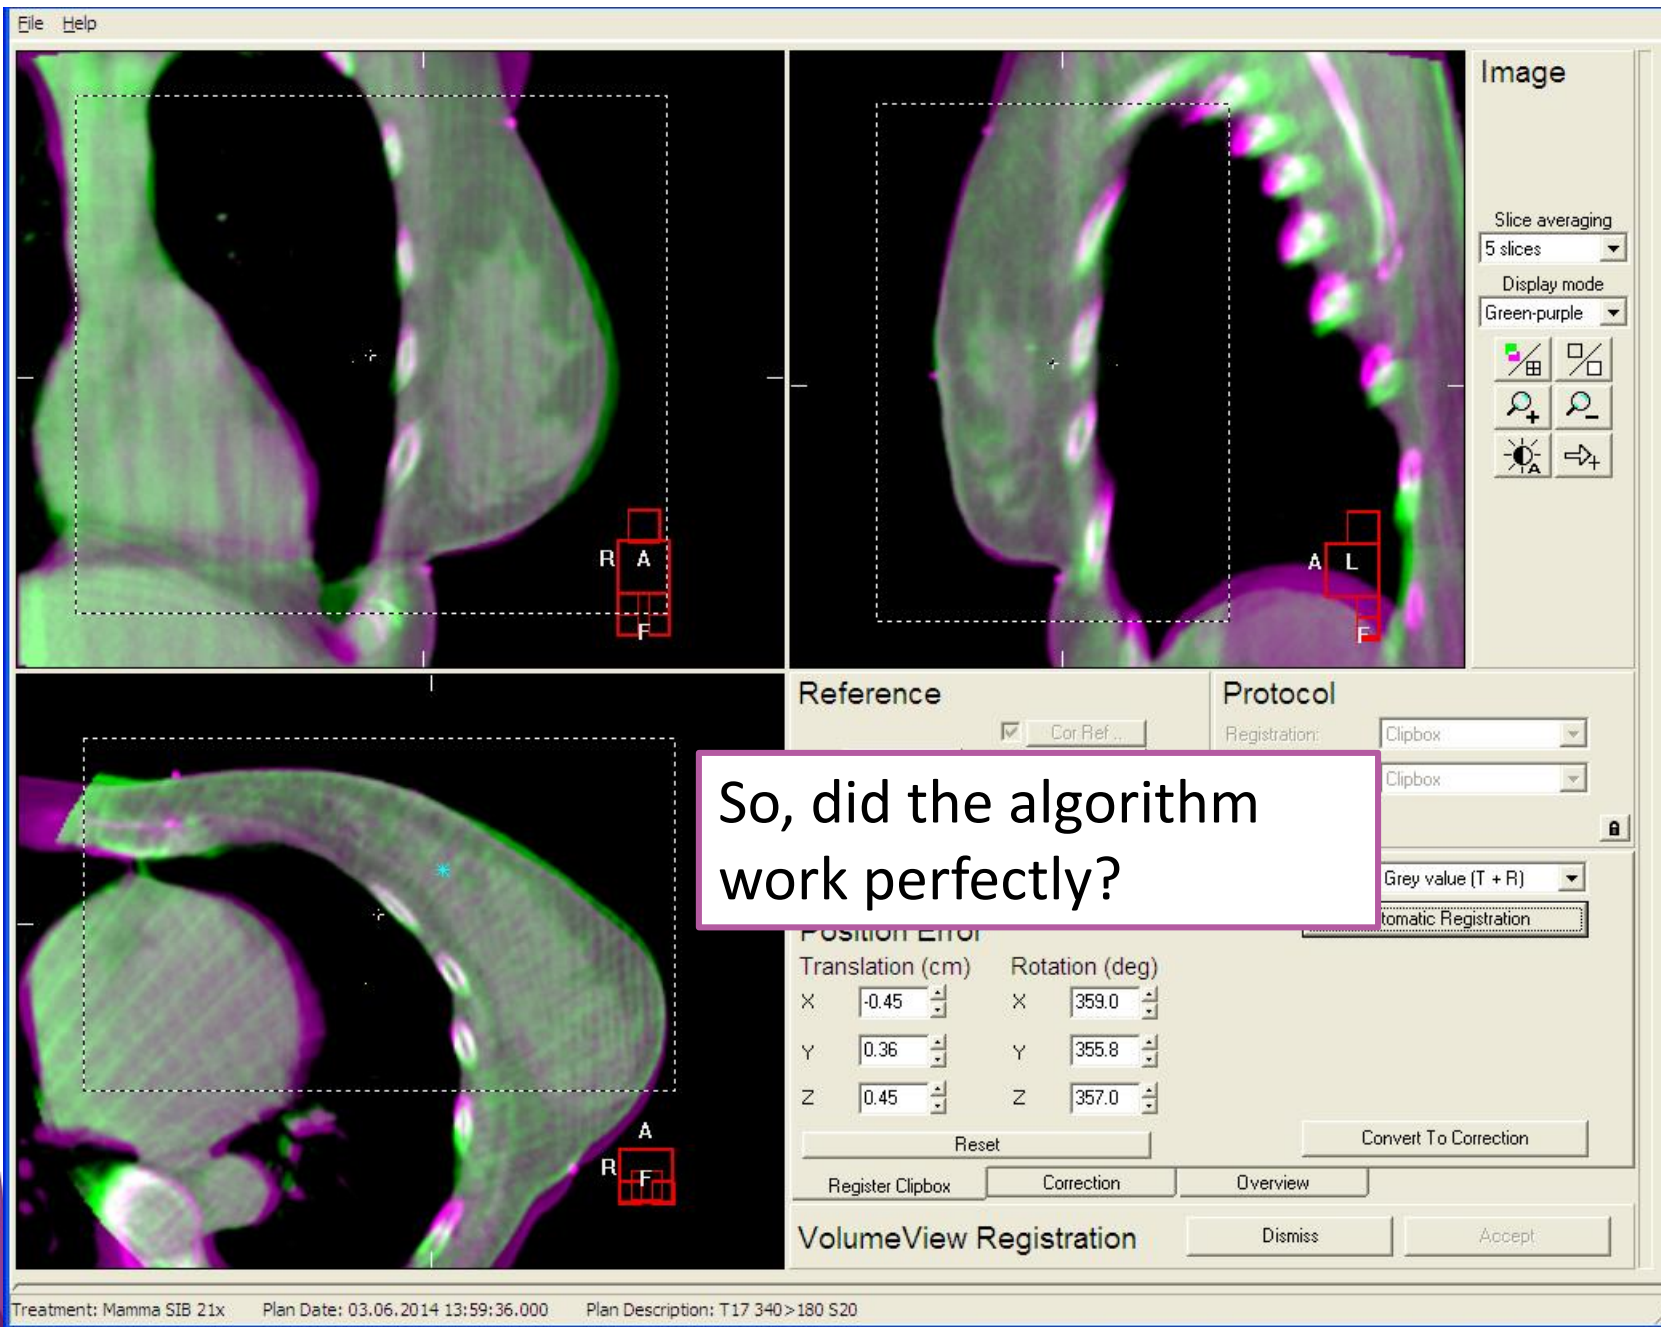 File Help
Image
Slice averaging
5 slices
Display mode
Green-purple
A
R A
F
A L
F
Reference
Cor Ref ..
Protocol
Registration: Clipbox
Clipbox
So, did the algorithm
work perfectly?
Grey value (T + R)
tomatic Registration
Position Error
Translation (cm) Rotation (deg)
X -0.45 X 359.0
Y 0.36 Y 355.8
Z 0.45 Z 357.0
Reset
Convert To Correction
A
R F
Register Clipbox Correction Overview
VolumeView Registration Dismiss Accept
Treatment: Mamma SIB 21x Plan Date: 03.06.2014 13:59:36.000 Plan Description: T17 340>180 S20